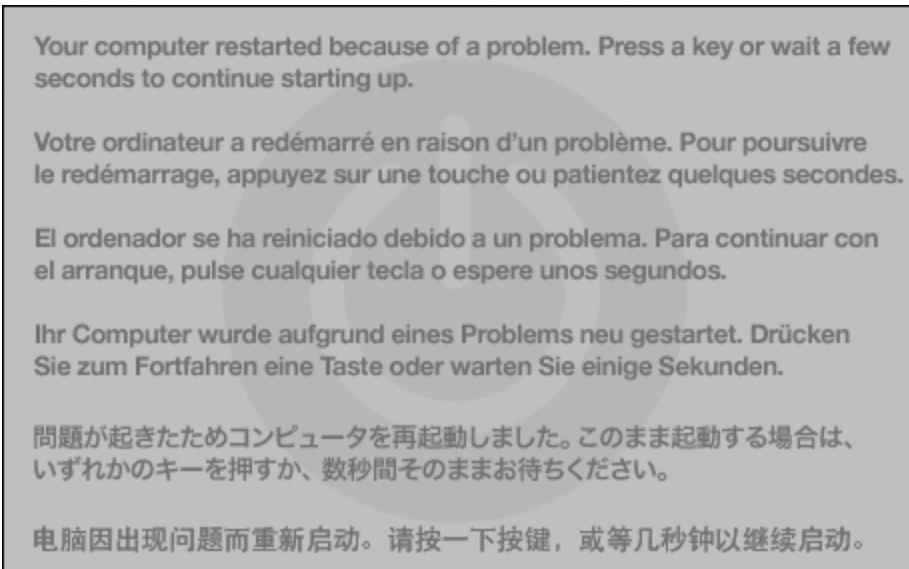 Your computer restarted because of a problem. Press a key or wait a few
seconds to continue starting up.
Votre ordinateur a redémarré en raison d’un problème. Pour poursuivre
le redémarrage, appuyez sur une touche ou patientez quelques secondes.
El ordenador se ha reiniciado debido a un problema. Para continuar con
el arranque, pulse cualquier tecla o espere unos segundos.
Ihr Computer wurde aufgrund eines Problems neu gestartet. Drücken
Sie zum Fortfahren eine Taste oder warten Sie einige Sekunden.
問題が起きたためコンピュータを再起動しました。このまま起動する場合は、
いずれかのキーを押すか、数秒間そのままお待ちください。
电脑因出现问题而重新启动。请按一下按键，或等几秒钟以继续启动。